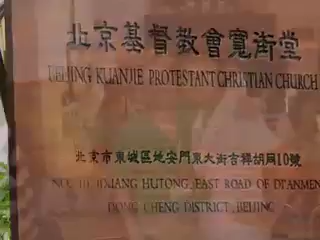 北京基督教會寬街堂
BEIJING KUANJIE PROTESTANT CHRISTIAN CHURCH
北京市東城區地安門東大街吉祥胡同10號
JIXIANG HUTONG, EAST ROAD OF DI'ANMEN
DONG CHENG DISTRICT, BEIJING